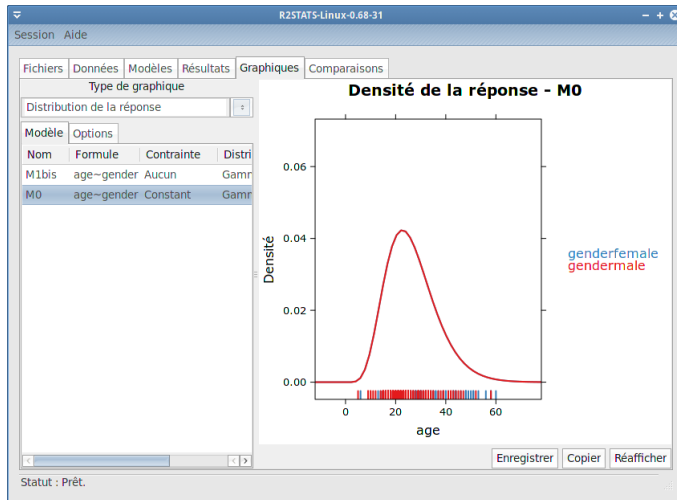 R2STATS-Linux-0.68-31
Session Aide
Fichiers Données Modèles Résultats Graphiques Comparaisons
Type de graphique
Distribution de la réponse
Modèle Options
Nom Formule Contrainte Distri
M1bis age~gender Aucun Gamr
M0 age~gender Constant Gamr
Densité de la réponse - M0
0.06
0.04
0.02
0.00
Densité
0 20 40 60
age
genderfemale
gendermale
Enregistrer Copier Réafficher
Statut : Prêt.